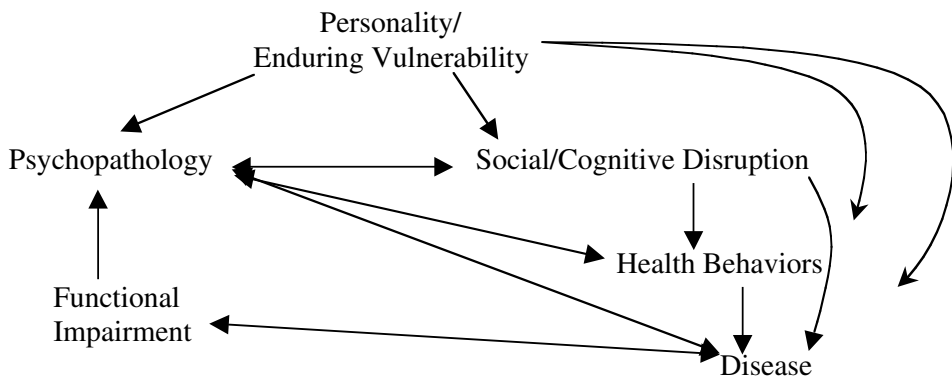 Personality/
Enduring Vulnerability
Psychopathology
Social/Cognitive Disruption
Health Behaviors
Functional
Impairment
Disease